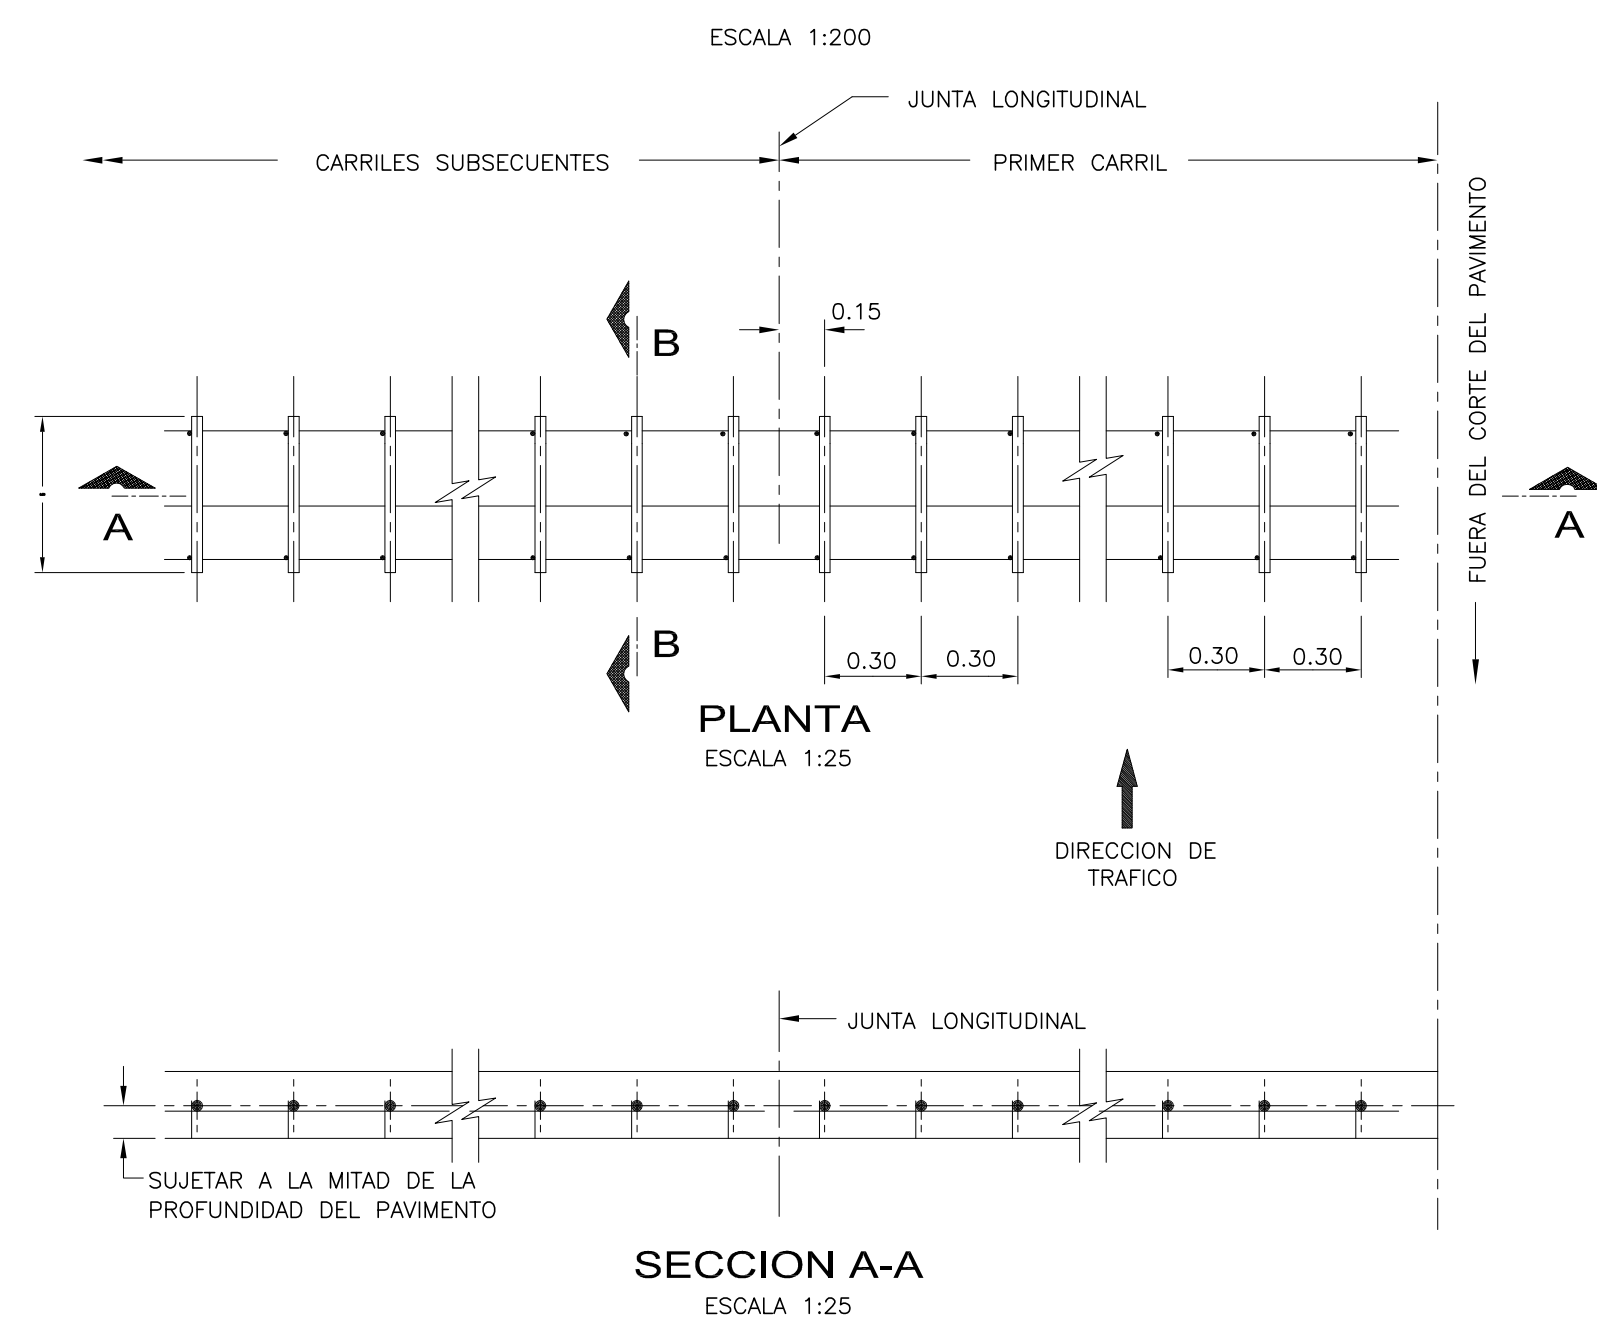 ESCALA 1:200
JUNTA LONGITUDINAL
CARRILES SUBSECUENTES
PRIMER CARRIL
FUERA DEL CORTE DEL PAVIMENTO
0.15
B
A
A
B
0.30
0.30
0.30
0.30
PLANTA
ESCALA 1:25
DIRECCION DE
TRAFICO
JUNTA LONGITUDINAL
SUJETAR A LA MITAD DE LA
PROFUNDIDAD DEL PAVIMENTO
SECCION A-A
ESCALA 1:25